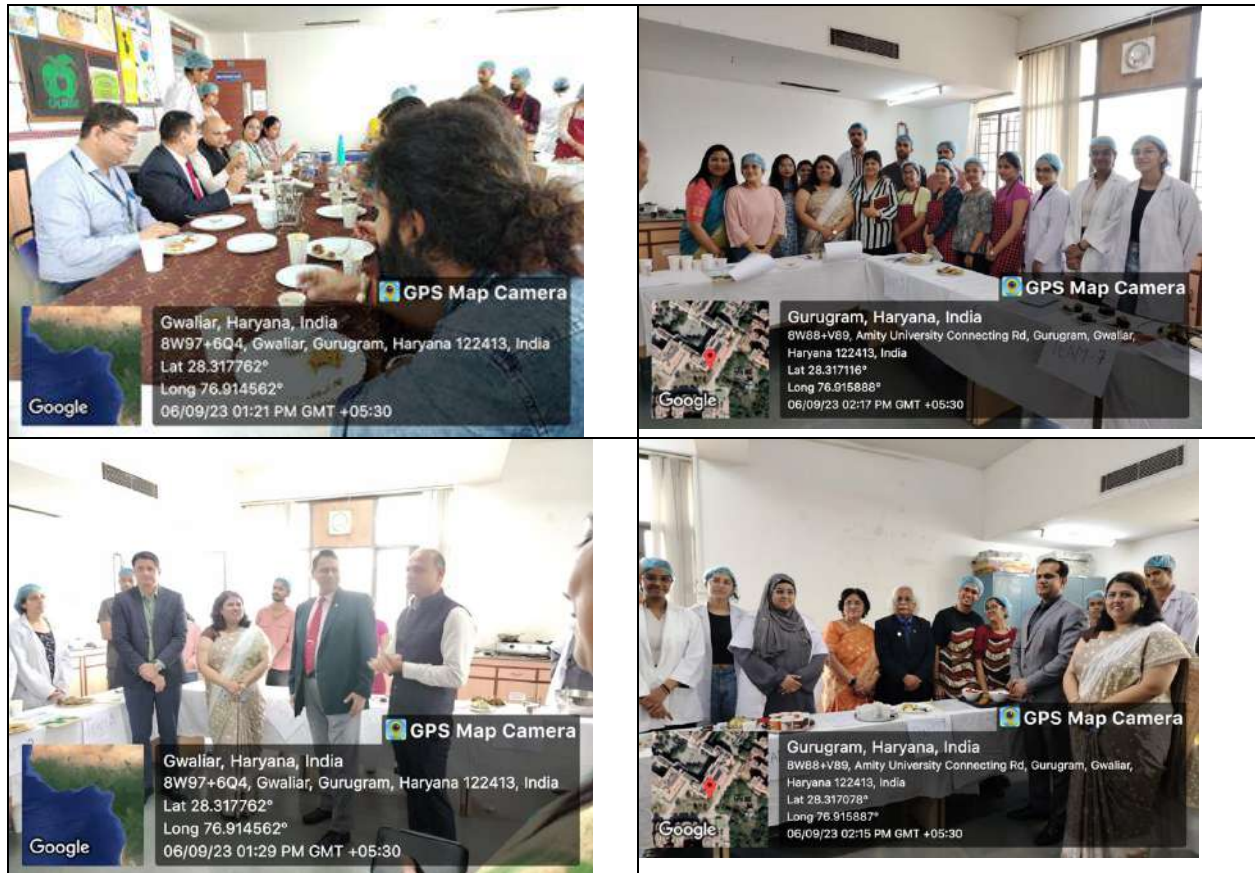 GPS Map Camera
Google
Gwaliar, Haryana, India
8W97+6Q4, Gwaliar, Gurugram, Haryana 122413, India
Lat 28.317762°
Long 76.914562°
06/09/23 01:21 PM GMT +05:30
TEAM-7
GPS Map Camera
Google
Gurugram, Haryana, India
8W88+V89, Amity University Connecting Rd, Gurugram, Gwaliar,
Haryana 122413, India
Lat 28.317116°
Long 76.915888°
06/09/23 02:17 PM GMT +05:30
GPS Map Camera
Google
Gwaliar, Haryana, India
8W97+6Q4, Gwaliar, Gurugram, Haryana 122413, India
Lat 28.317762°
Long 76.914562°
06/09/23 01:29 PM GMT +05:30
GPS Map Camera
Google
Gurugram, Haryana, India
8W88+V89, Amity University Connecting Rd, Gurugram, Gwaliar,
Haryana 122413, India
Lat 28.317078°
Long 76.915887°
06/09/23 02:15 PM GMT +05:30